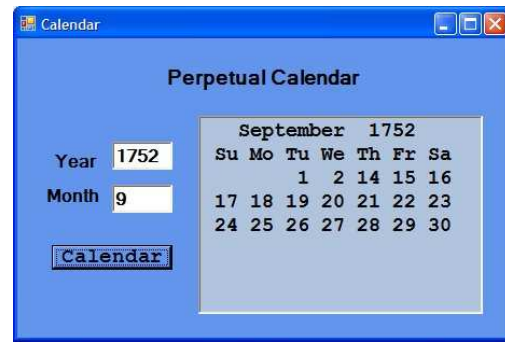 Calendar
Perpetual Calendar
Year 1752
Month 9
Calendar
September 1752
Su Mo Tu We Th Fr Sa
1 2 14 15 16
17 18 19 20 21 22 23
24 25 26 27 28 29 30